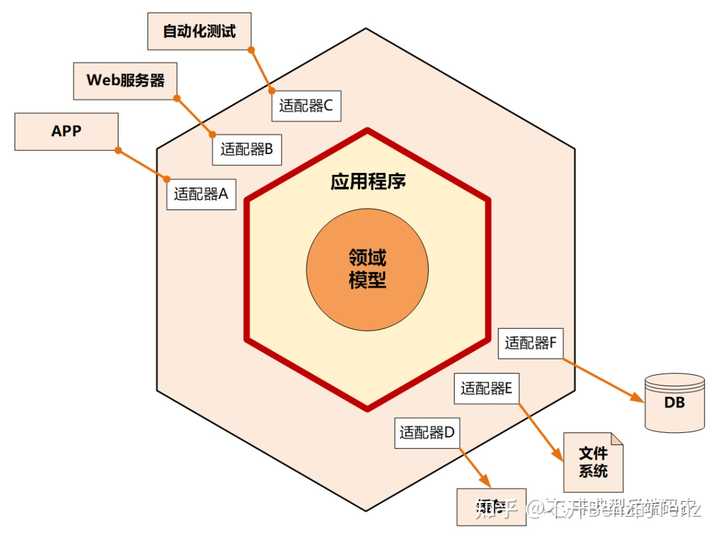 自动化测试
Web服务器
适配器C
APP
适配器B
适配器A
应用程序
领域
模型
适配器F
适配器E
DB
适配器D
文件
系统
缓存
知乎